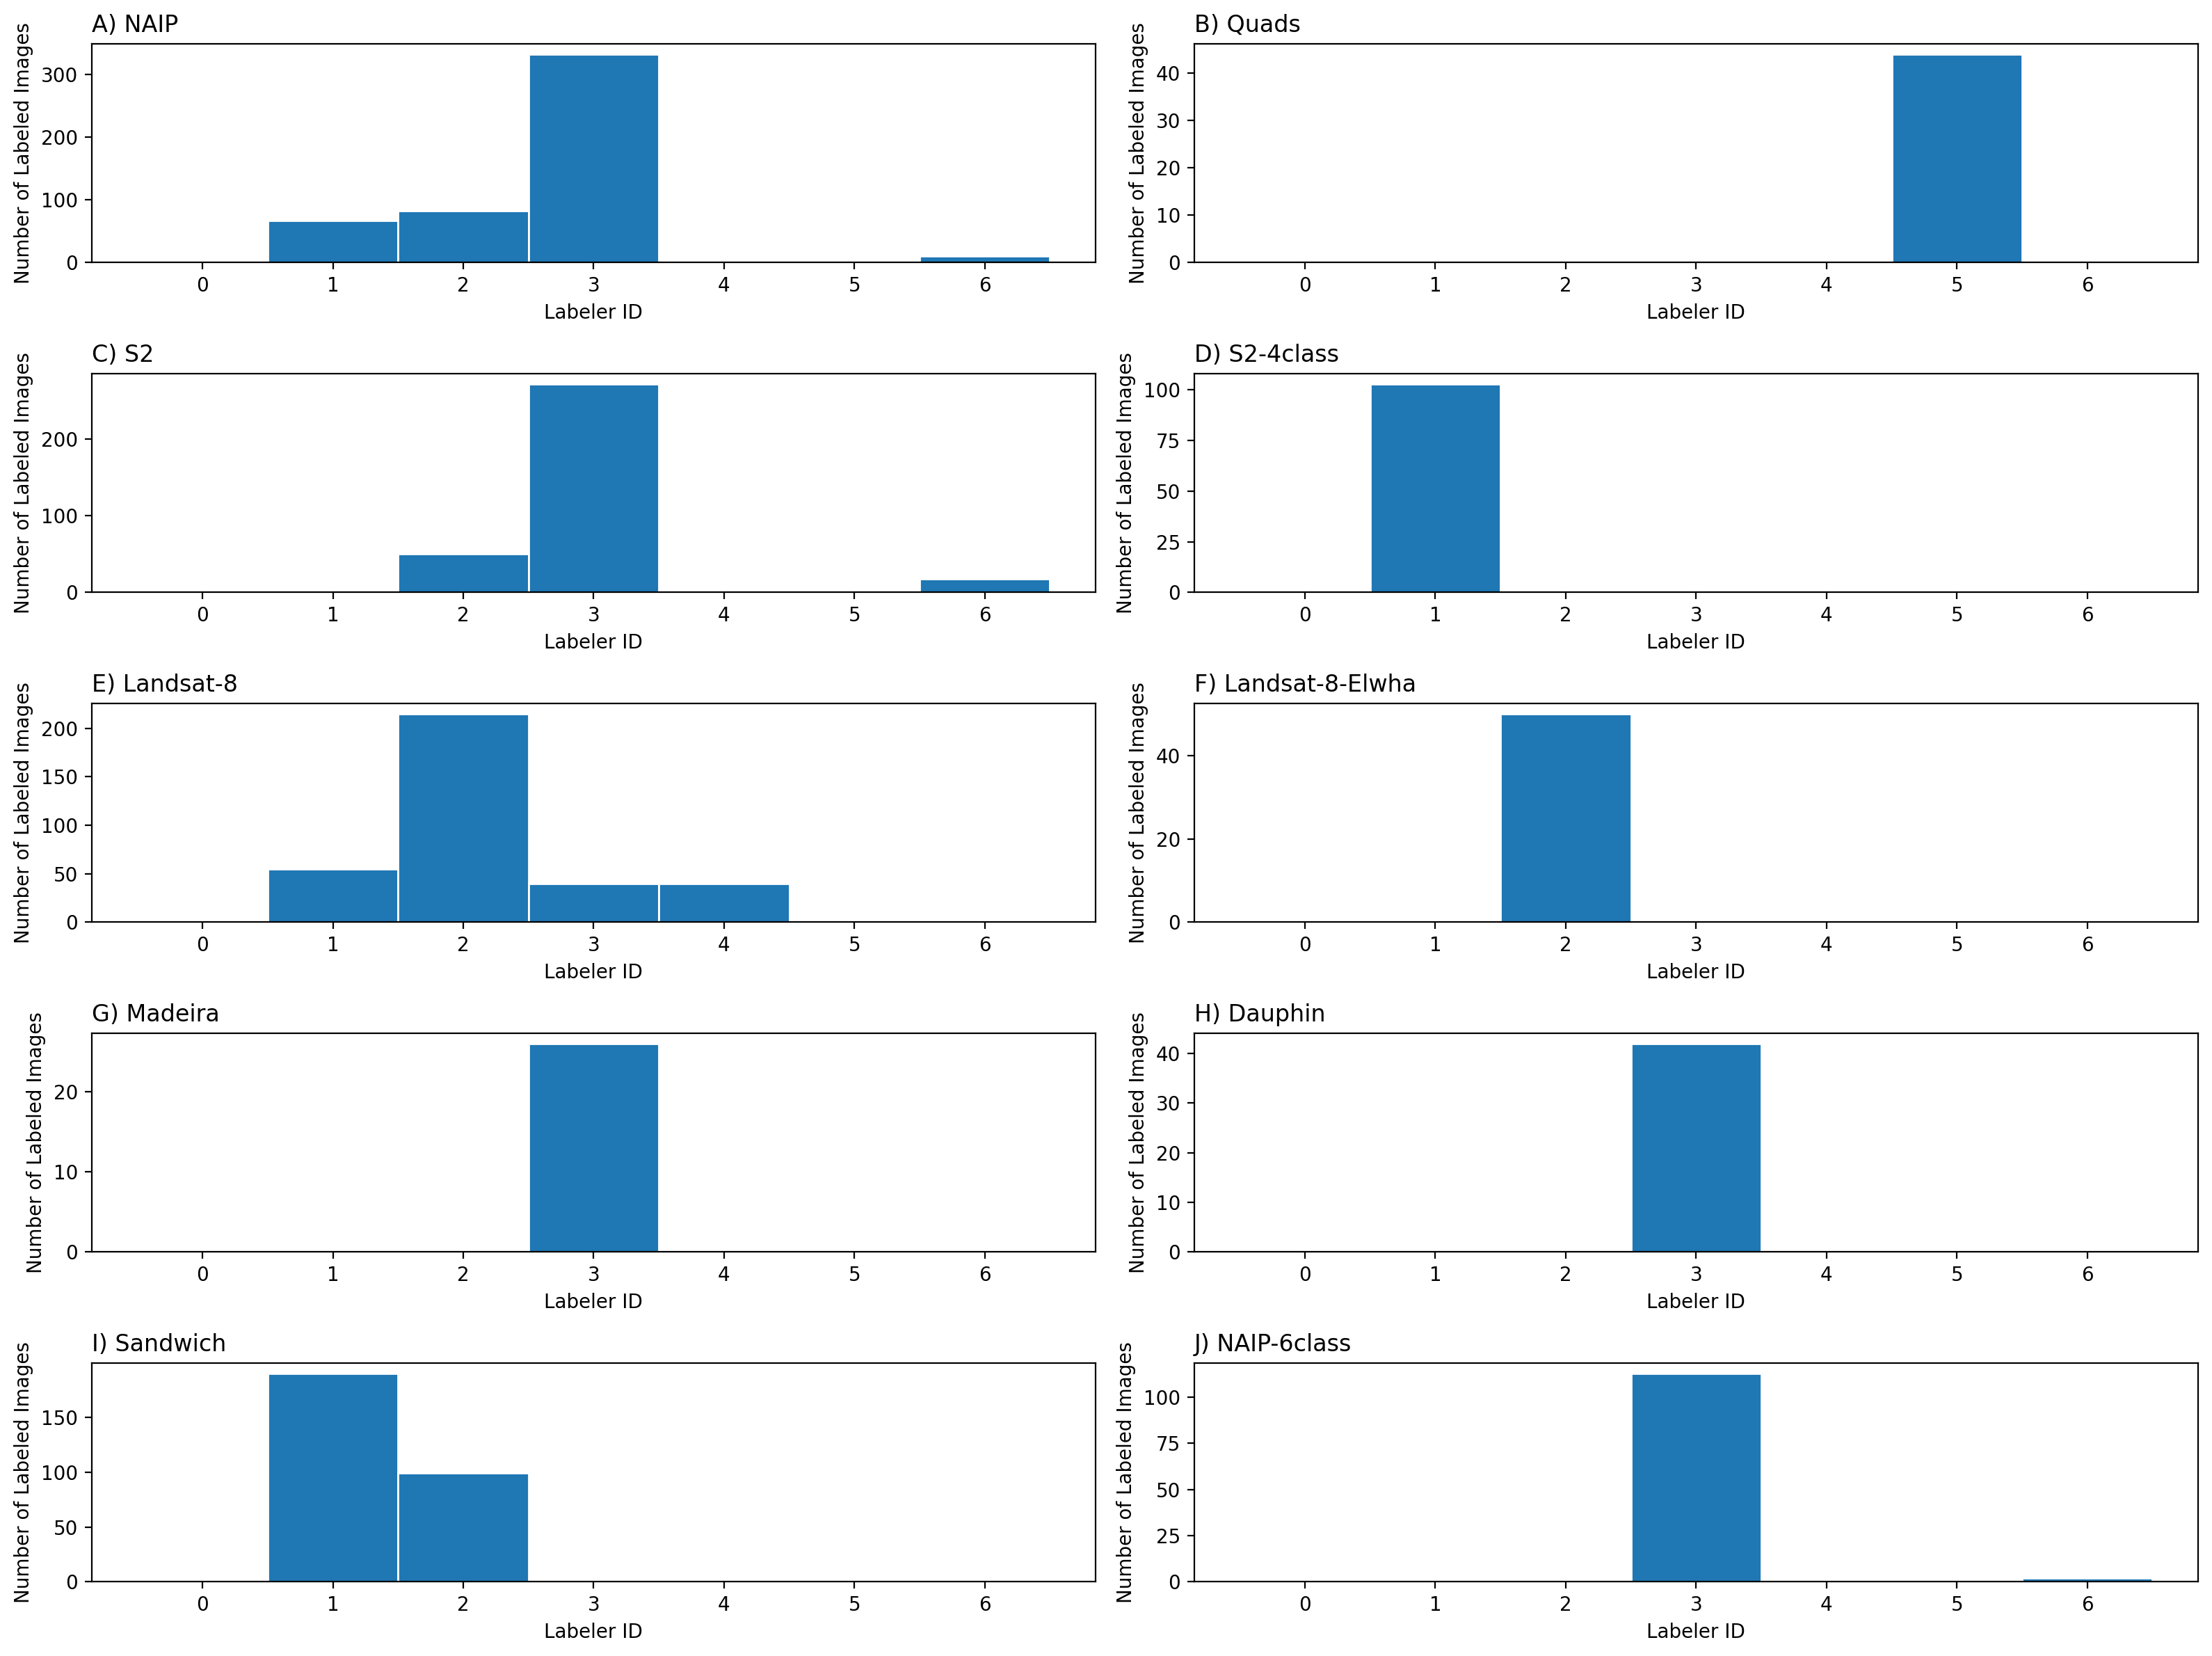 A) NAIP
Number of Labeled Images
300
200
100
0
0 1 2 3 4 5 6
Labeler ID
B) Quads
Number of Labeled Images
40
30
20
10
0
0 1 2 3 4 5 6
Labeler ID
C) S2
Number of Labeled Images
200
100
0
0 1 2 3 4 5 6
Labeler ID
D) S2-4class
Number of Labeled Images
100
75
50
25
0
0 1 2 3 4 5 6
Labeler ID
E) Landsat-8
Number of Labeled Images
200
150
100
50
0
0 1 2 3 4 5 6
Labeler ID
F) Landsat-8-Elwha
Number of Labeled Images
40
20
0
0 1 2 3 4 5 6
Labeler ID
G) Madeira
Number of Labeled Images
20
10
0
0 1 2 3 4 5 6
Labeler ID
H) Dauphin
Number of Labeled Images
40
30
20
10
0
0 1 2 3 4 5 6
Labeler ID
I) Sandwich
Number of Labeled Images
150
100
50
0
0 1 2 3 4 5 6
Labeler ID
J) NAIP-6class
Number of Labeled Images
100
75
50
25
0
0 1 2 3 4 5 6
Labeler ID